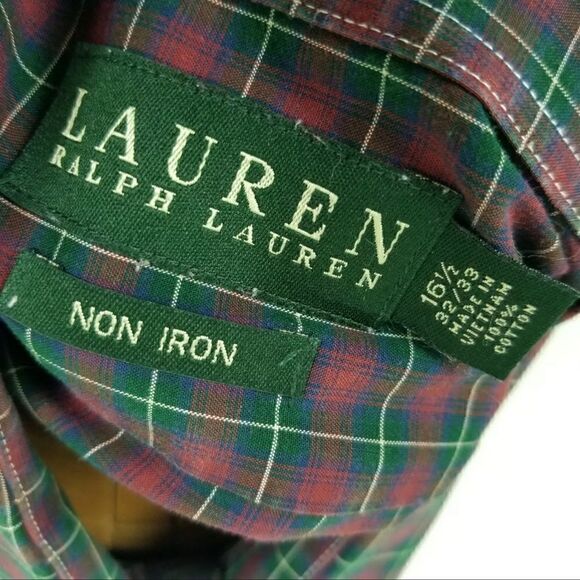 LAUREN
RALPH LAUREN
NON IRON
16½
32/33
MADE IN
VIETNAM
100%
COTTON